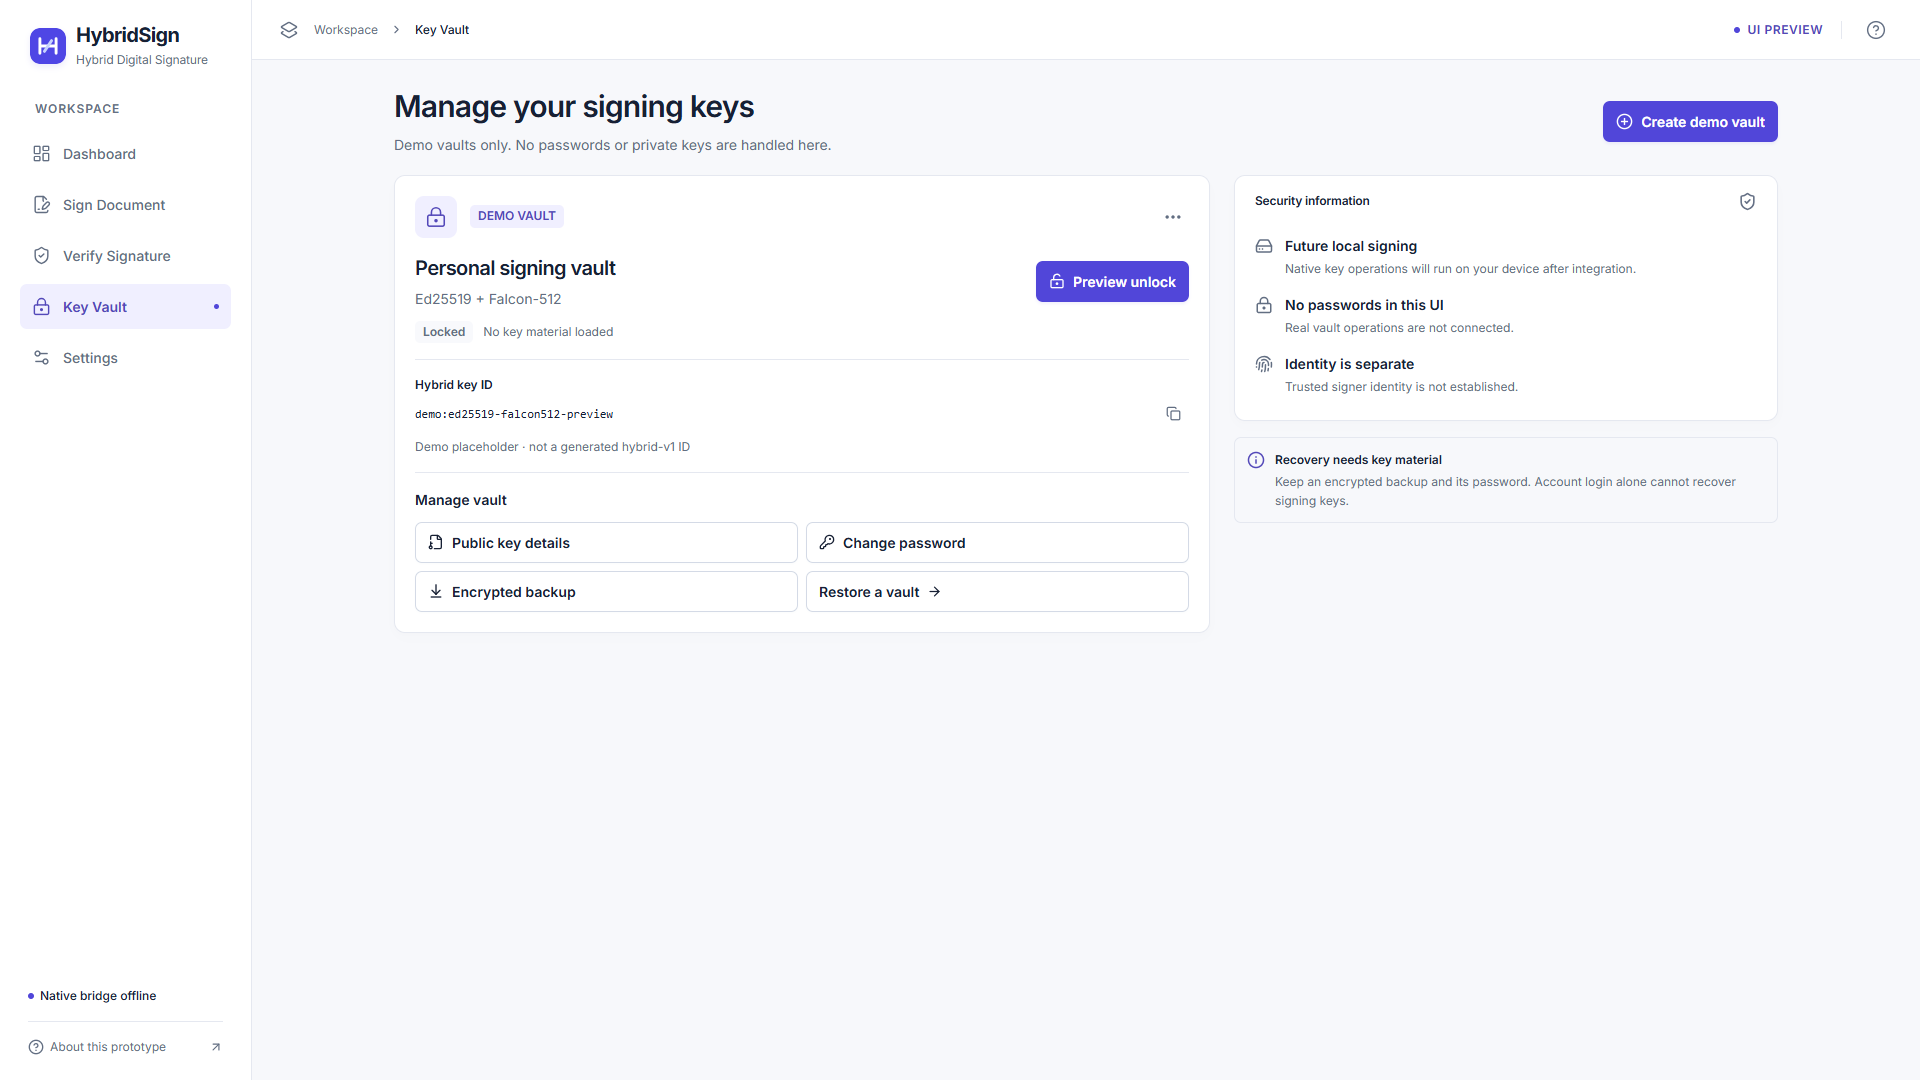 HybridSign
Hybrid Digital Signature
WORKSPACE
Dashboard
Sign Document
Verify Signature
Key Vault
Settings
Native bridge offline
About this prototype
Workspace
Key Vault
UI PREVIEW
Manage your signing keys
Demo vaults only. No passwords or private keys are handled here.
Create demo vault
DEMO VAULT
Personal signing vault
Ed25519 + Falcon-512
Locked
No key material loaded
Preview unlock
Hybrid key ID
demo:ed25519-falcon512-preview
Demo placeholder · not a generated hybrid-v1 ID
Manage vault
Public key details
Change password
Encrypted backup
Restore a vault
Security information
Future local signing
Native key operations will run on your device after integration.
No passwords in this UI
Real vault operations are not connected.
Identity is separate
Trusted signer identity is not established.
Recovery needs key material
Keep an encrypted backup and its password. Account login alone cannot recover
signing keys.